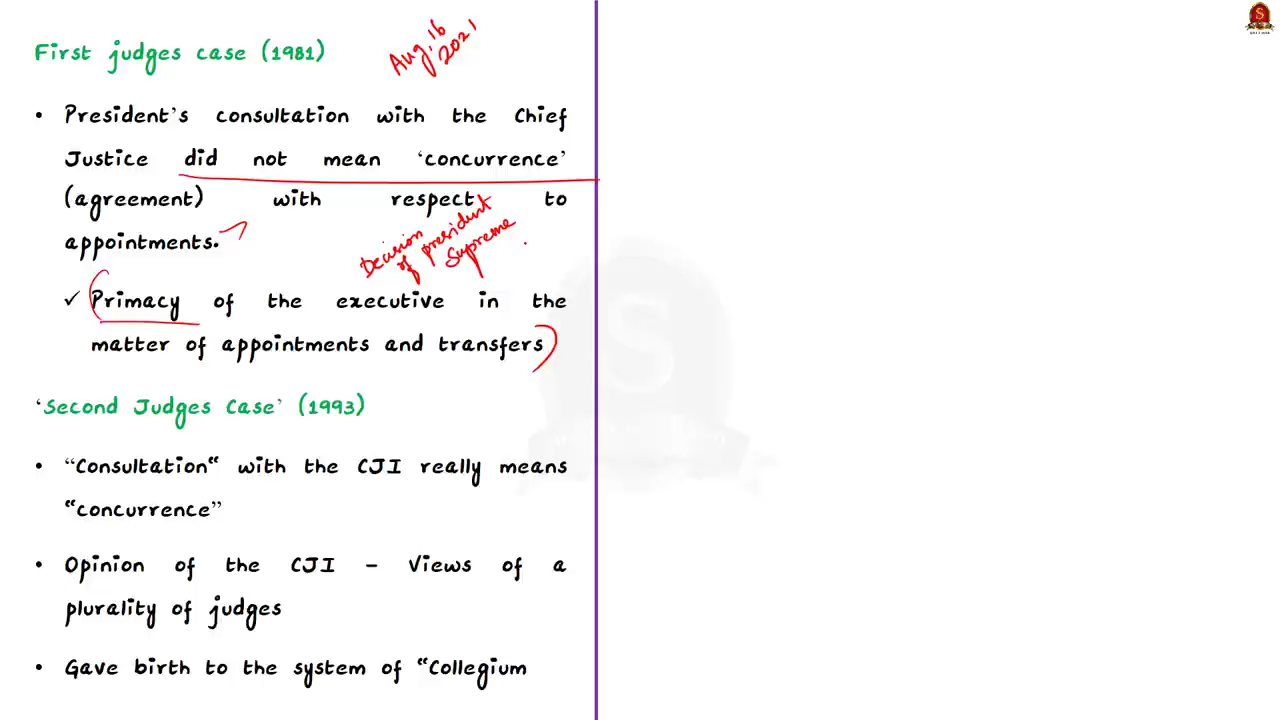 First judges case (1981)
Aug, 16
2021
• President's consultation with the Chief
Justice did not mean 'concurrence'
(agreement) with respect to
appointments.
Decision
of president
Supreme
✓ Primacy of the executive in the
matter of appointments and transfers
'Second Judges Case' (1993)
• "Consultation“ with the CJI really means
“concurrence”
• Opinion of the CJI – Views of a
plurality of judges
• Gave birth to the system of “Collegium